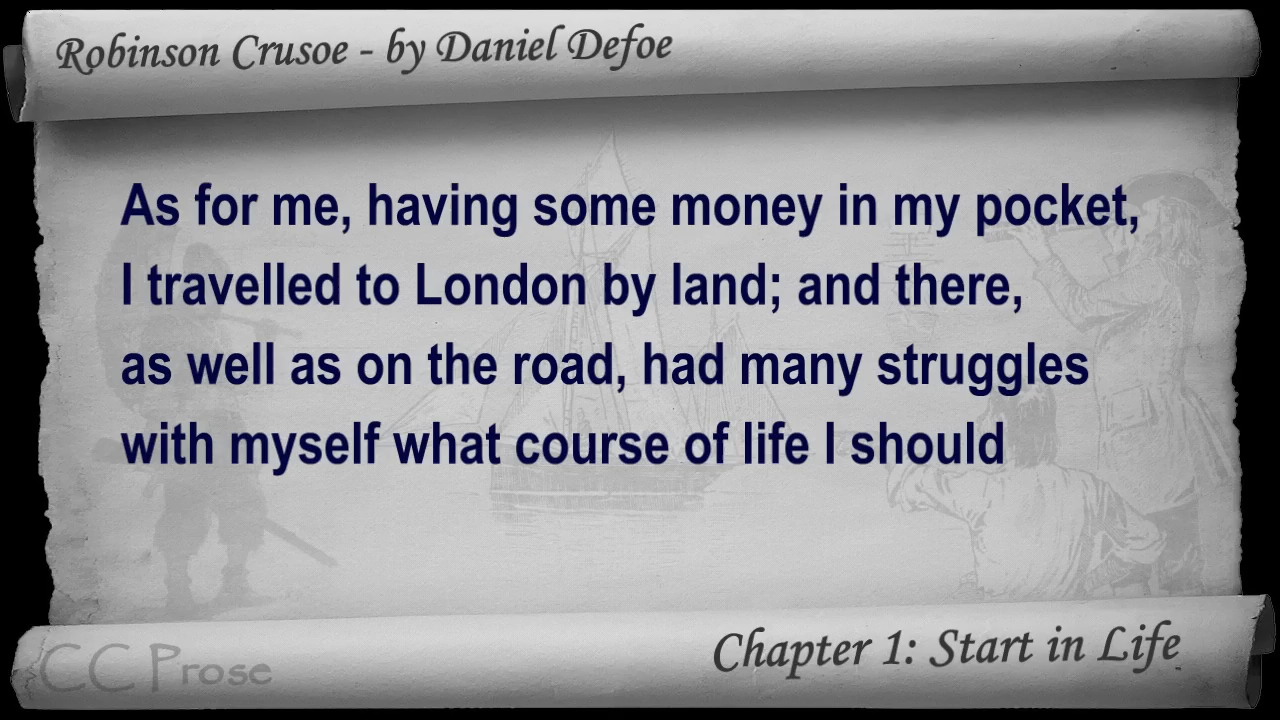 Robinson Crusoe - by Daniel Defoe
As for me, having some money in my pocket,
I travelled to London by land; and there,
as well as on the road, had many struggles
with myself what course of life I should
Chapter 1: Start in Life
CC Prose